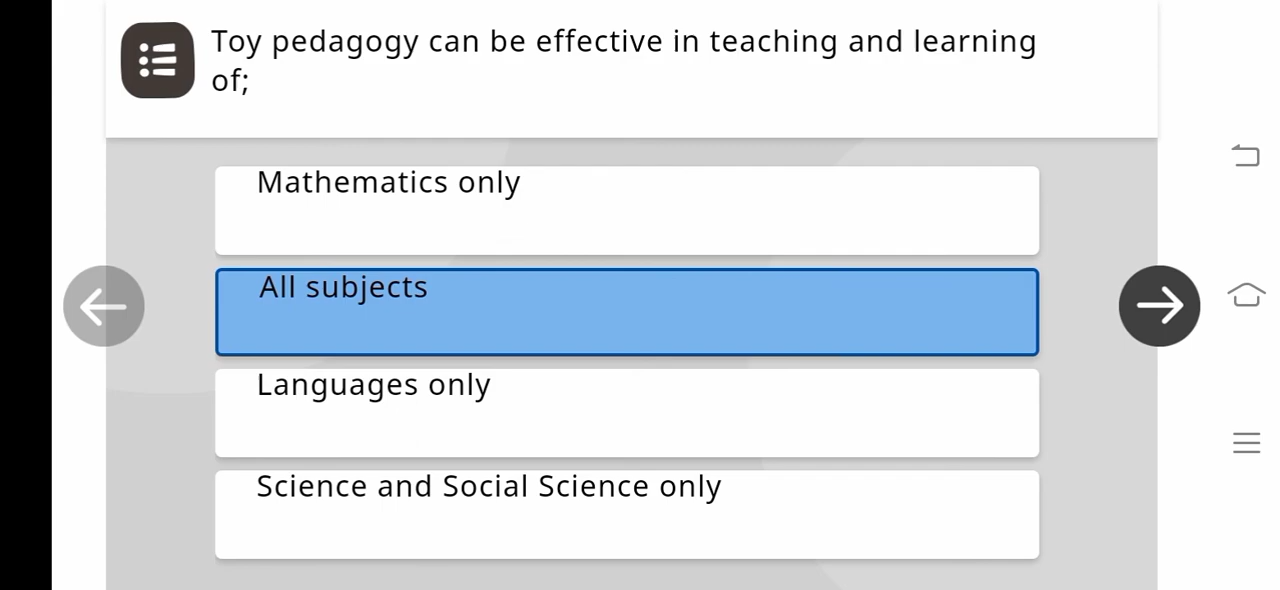 Toy pedagogy can be effective in teaching and learning
of;
Mathematics only
All subjects
Languages only
Science and Social Science only